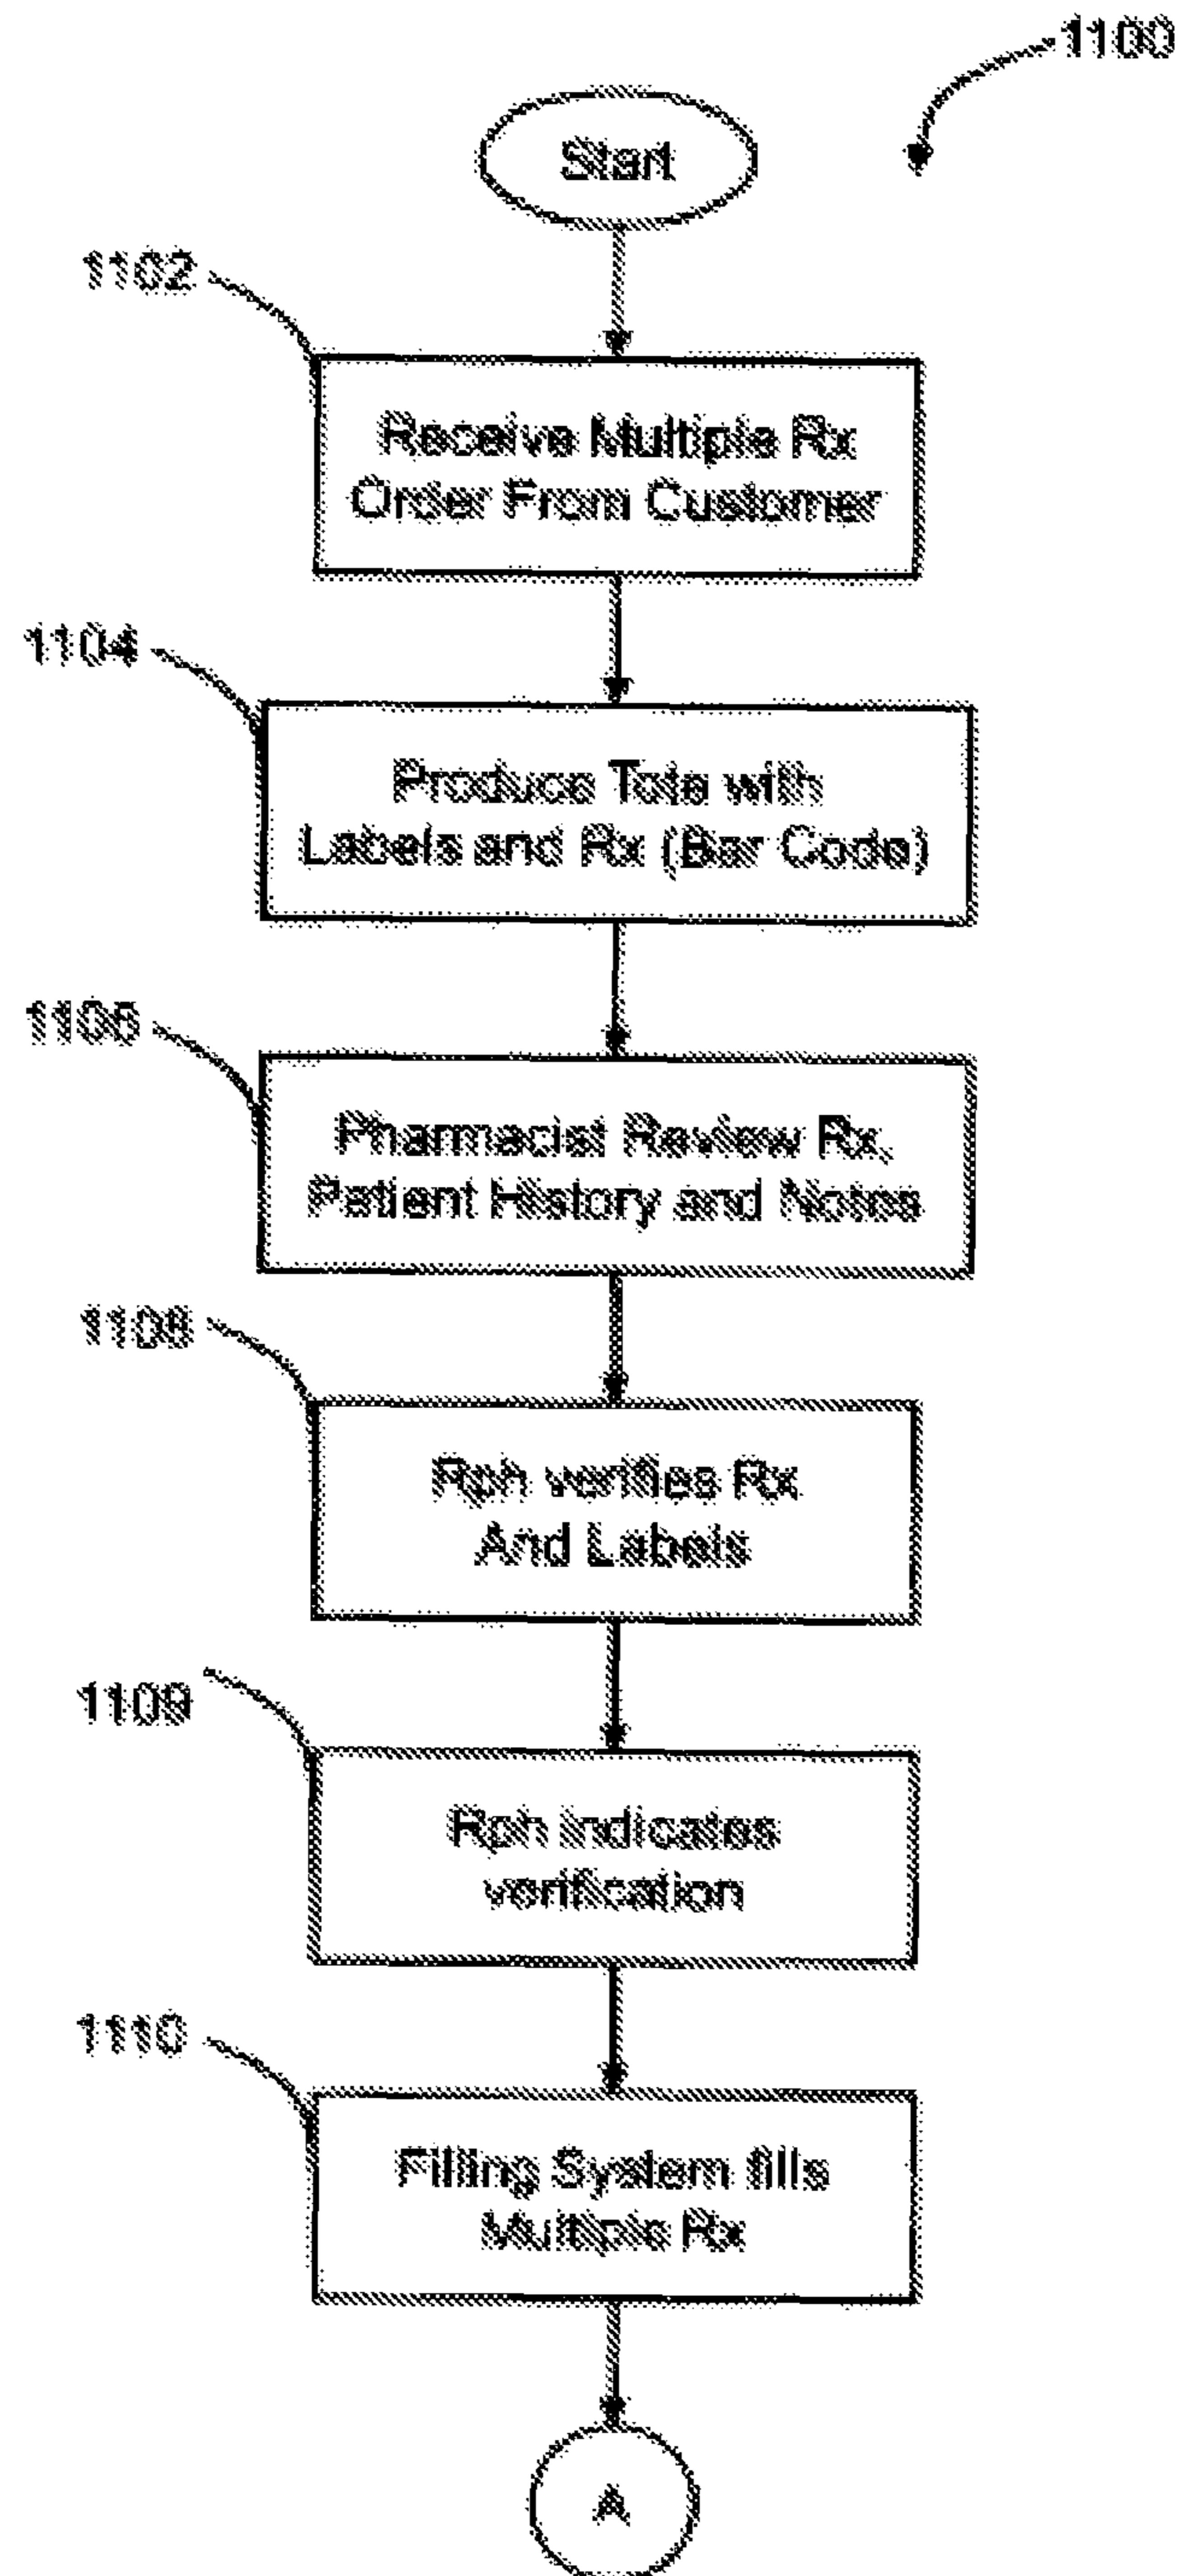 1100
Start
1102
Receive Multiple Rx
Order From Customer
1104
Produce Tote with
Labels and Rx (Bar Code)
1106
Pharmacist Review Rx,
Patient History and Notes
1108
Rph verifies Rx
And Labels
1109
Rph indicates
verification
1110
Filling System fills
Multiple Rx
A